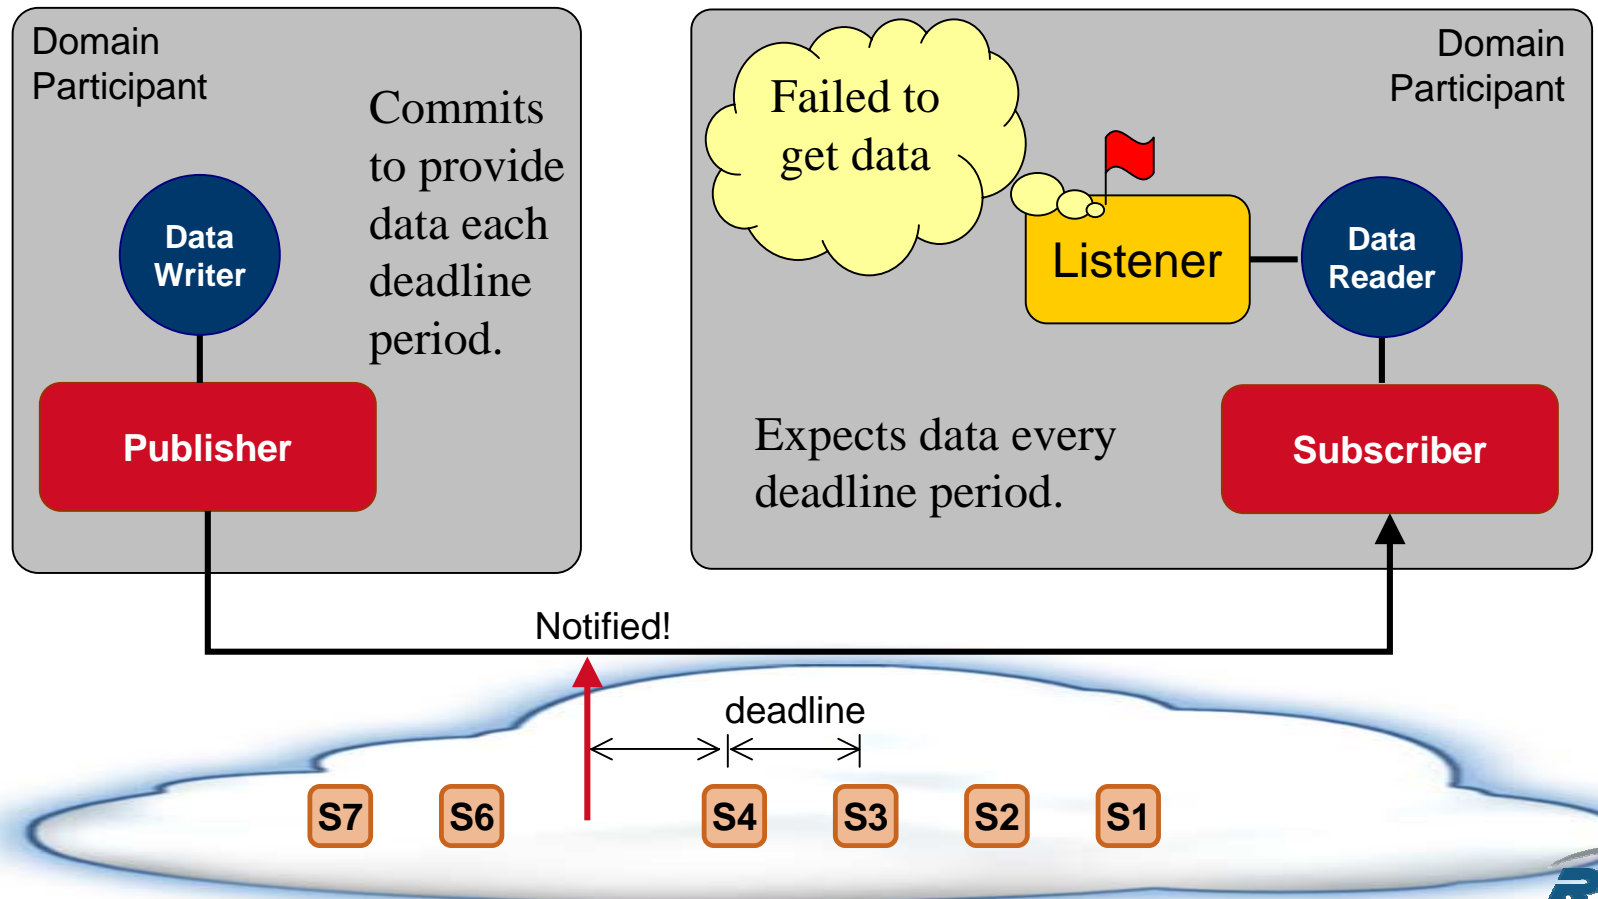 Domain
Participant
Commits
to provide
data each
deadline
period.
Data
Writer
Publisher
Domain
Participant
Failed to
get data
Listener
Data
Reader
Expects data every
deadline period.
Subscriber
Notified!
deadline
S7 S6 S4 S3 S2 S1